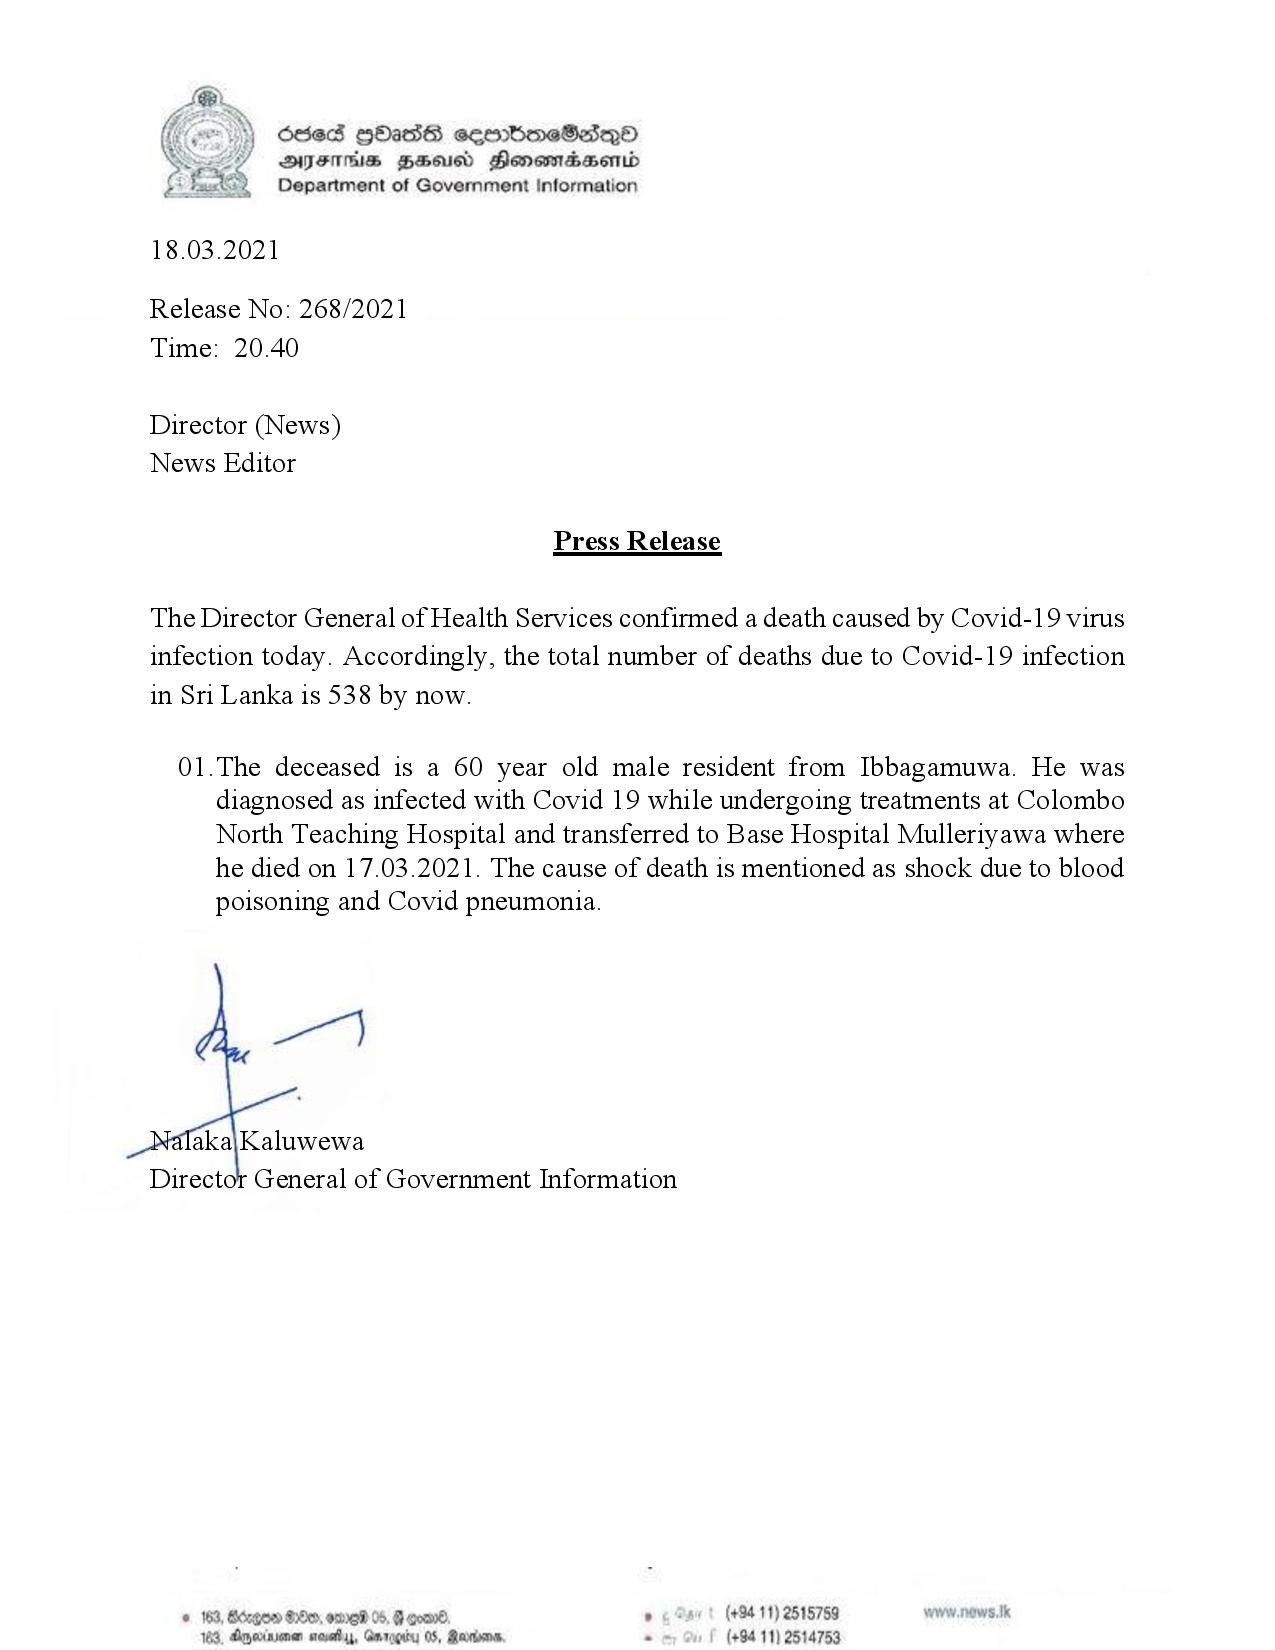 රජයේ ප්‍රවෘත්ති දෙපාර්තමේන්තුව
அரசாங்க தகவல் திணைக்களம்
Department of Government Information
18.03.2021
Release No: 268/2021
Time: 20.40
Director (News)
News Editor
Press Release
The Director General of Health Services confirmed a death caused by Covid-19 virus
infection today. Accordingly, the total number of deaths due to Covid-19 infection
in Sri Lanka is 538 by now.
01. The deceased is a 60 year old male resident from Ibbagamuwa. He was
diagnosed as infected with Covid 19 while undergoing treatments at Colombo
North Teaching Hospital and transferred to Base Hospital Mulleriyawa where
he died on 17.03.2021. The cause of death is mentioned as shock due to blood
poisoning and Covid pneumonia.
Nalaka Kaluwewa
Director General of Government Information
163, කිරුලපන මාවත, කොළඹ 05, ශ්‍රී ලංකාව.
(+94 11) 2515759
www.news.lk
163, கிருலப்பனை எவனியூ, கொழும்பு 05, இலங்கை.
(+94 11) 2514753